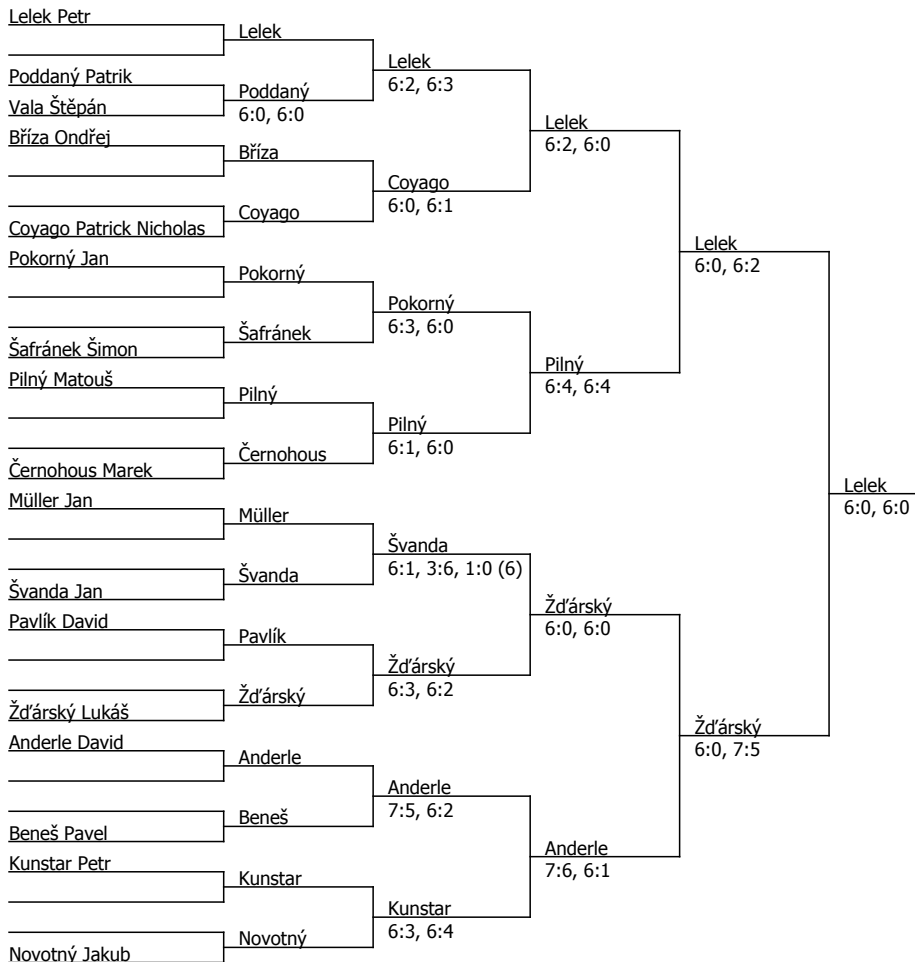 Lelek Petr
Poddaný Patrik
Vala Štěpán
Bříza Ondřej
Coyago Patrick Nicholas
Pokorný Jan
Šafránek Šimon
Pilný Matouš
Černohous Marek
Müller Jan
Švanda Jan
Pavlík David
Žďárský Lukáš
Anderle David
Beneš Pavel
Kunstar Petr
Novotný Jakub
Lelek
Poddaný
6:0, 6:0
Bříza
Coyago
Pokorný
Šafránek
Pilný
Černohous
Müller
Švanda
Pavlík
Žďárský
Anderle
Beneš
Kunstar
Novotný
Lelek
6:2, 6:3
Coyago
6:0, 6:1
Pokorný
6:3, 6:0
Pilný
6:1, 6:0
Švanda
6:1, 3:6, 1:0 (6)
Žďárský
6:3, 6:2
Anderle
7:5, 6:2
Kunstar
6:3, 6:4
Lelek
6:2, 6:0
Pilný
6:4, 6:4
Žďárský
6:0, 6:0
Anderle
7:6, 6:1
Lelek
6:0, 6:2
Žďárský
6:0, 7:5
Lelek
6:0, 6:0